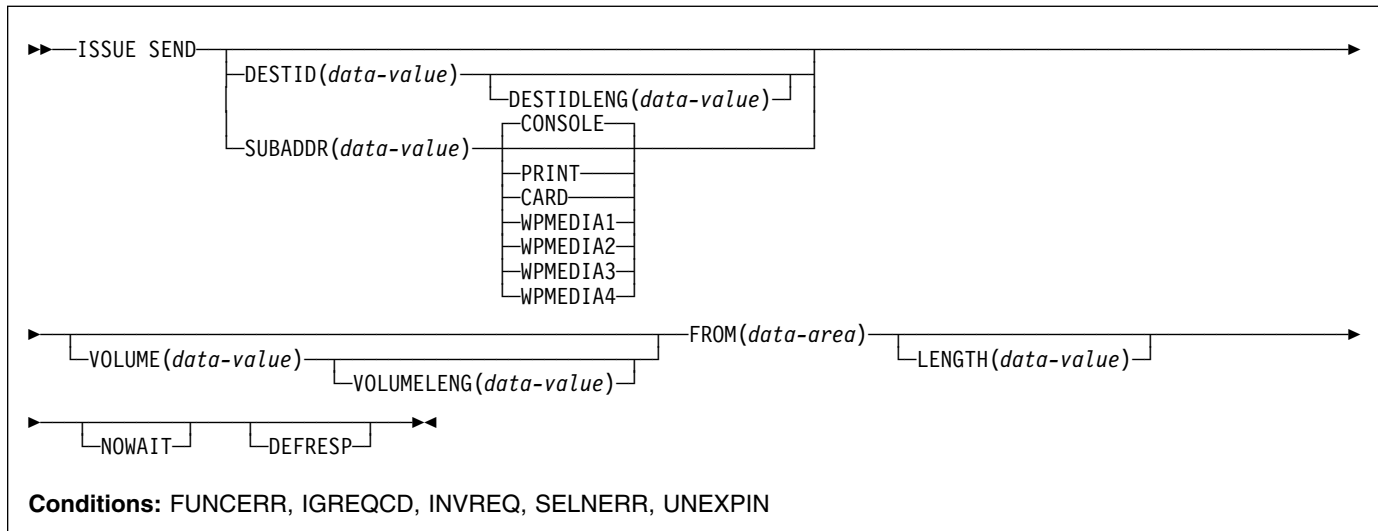 ISSUE SEND
DESTID(data-value)
DESTIDLENG(data-value)
CONSOLE
SUBADDR(data-value)
PRINT
CARD
WPMEDIA1
WPMEDIA2
WPMEDIA3
WPMEDIA4
FROM(data-area)
VOLUME(data-value)
LENGTH(data-value)
VOLUMELENG(data-value)
NOWAIT DEFRESP
Conditions: FUNCERR, IGREQCD, INVREQ, SELNERR, UNEXPIN